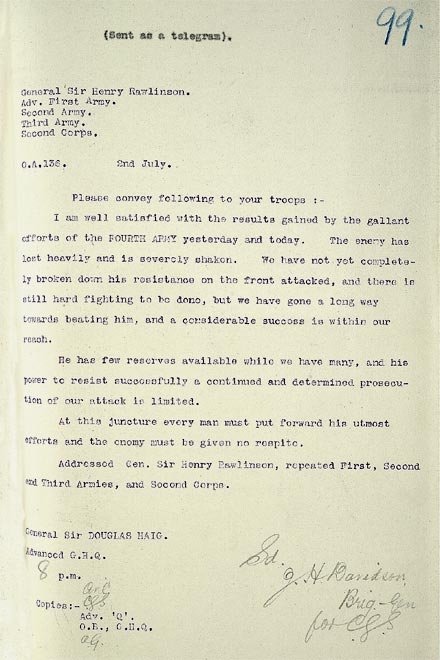 99.
(Sent as a telegram).
General Sir Henry Rawlinson.
Adv. First Army.
Second Army.
Third Army.
Second Corps.
O.A.136. 2nd July.
Please convey following to your troops :-
I am well satisfied with the results gained by the gallant
efforts of the FOURTH ARMY yesterday and today. The enemy has
lost heavily and is severely shaken. We have not yet complete-
ly broken down his resistance on the front attacked, and there is
still hard fighting to be done, but we have gone a long way
towards beating him, and a considerable success is within our
reach.
He has few reserves available while we have many, and his
power to resist successfully a continued and determined prosecu-
tion of our attack is limited.
At this juncture every man must put forward his utmost
efforts and the enemy must be given no respite.
Addressed Gen. Sir Henry Rawlinson, repeated First, Second
and Third Armies, and Second Corps.
General Sir DOUGLAS HAIG.
Advanced G.H.Q.
8 p.m.
Sd. J H Davidson
Brig-Gen
for CGS
Copies:- CGS
Adv. 'Q'.
O.B., G.H.Q.